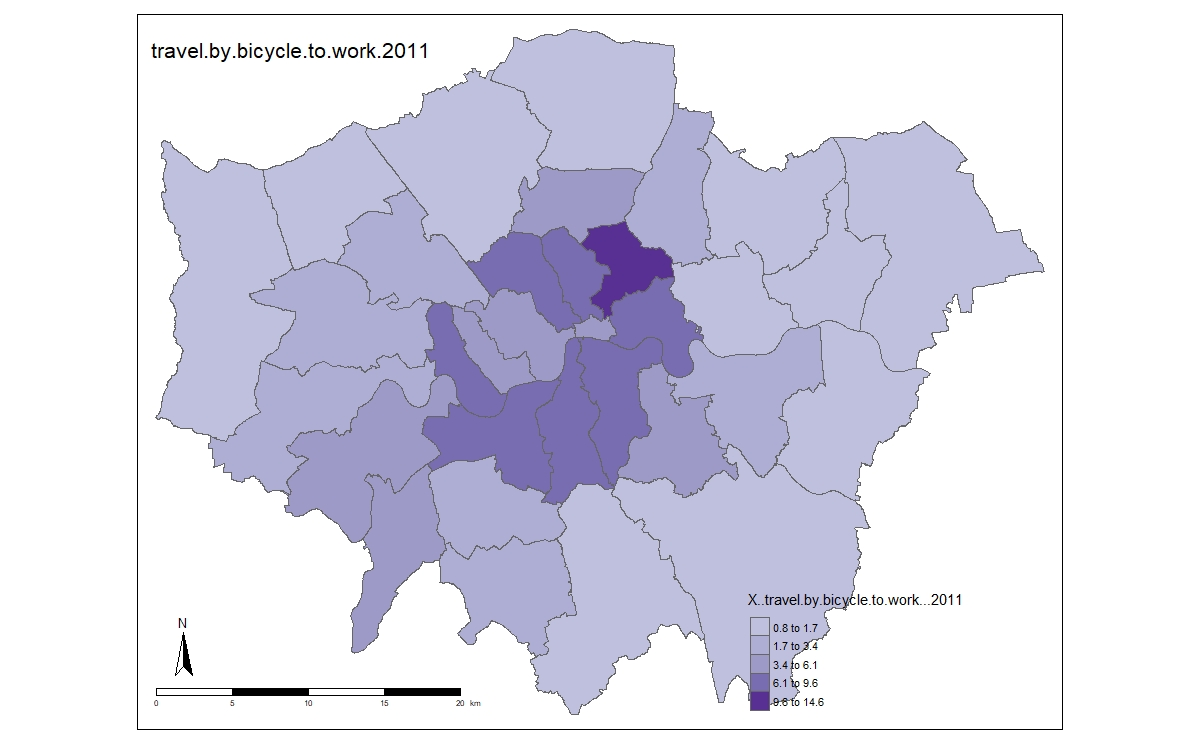 travel.by.bicycle.to.work.2011
X..travel.by.bicycle.to.work...2011
0.8 to 1.7
1.7 to 3.4
3.4 to 6.1
6.1 to 9.6
9.6 to 14.6
N
0 5 10 15 20 km